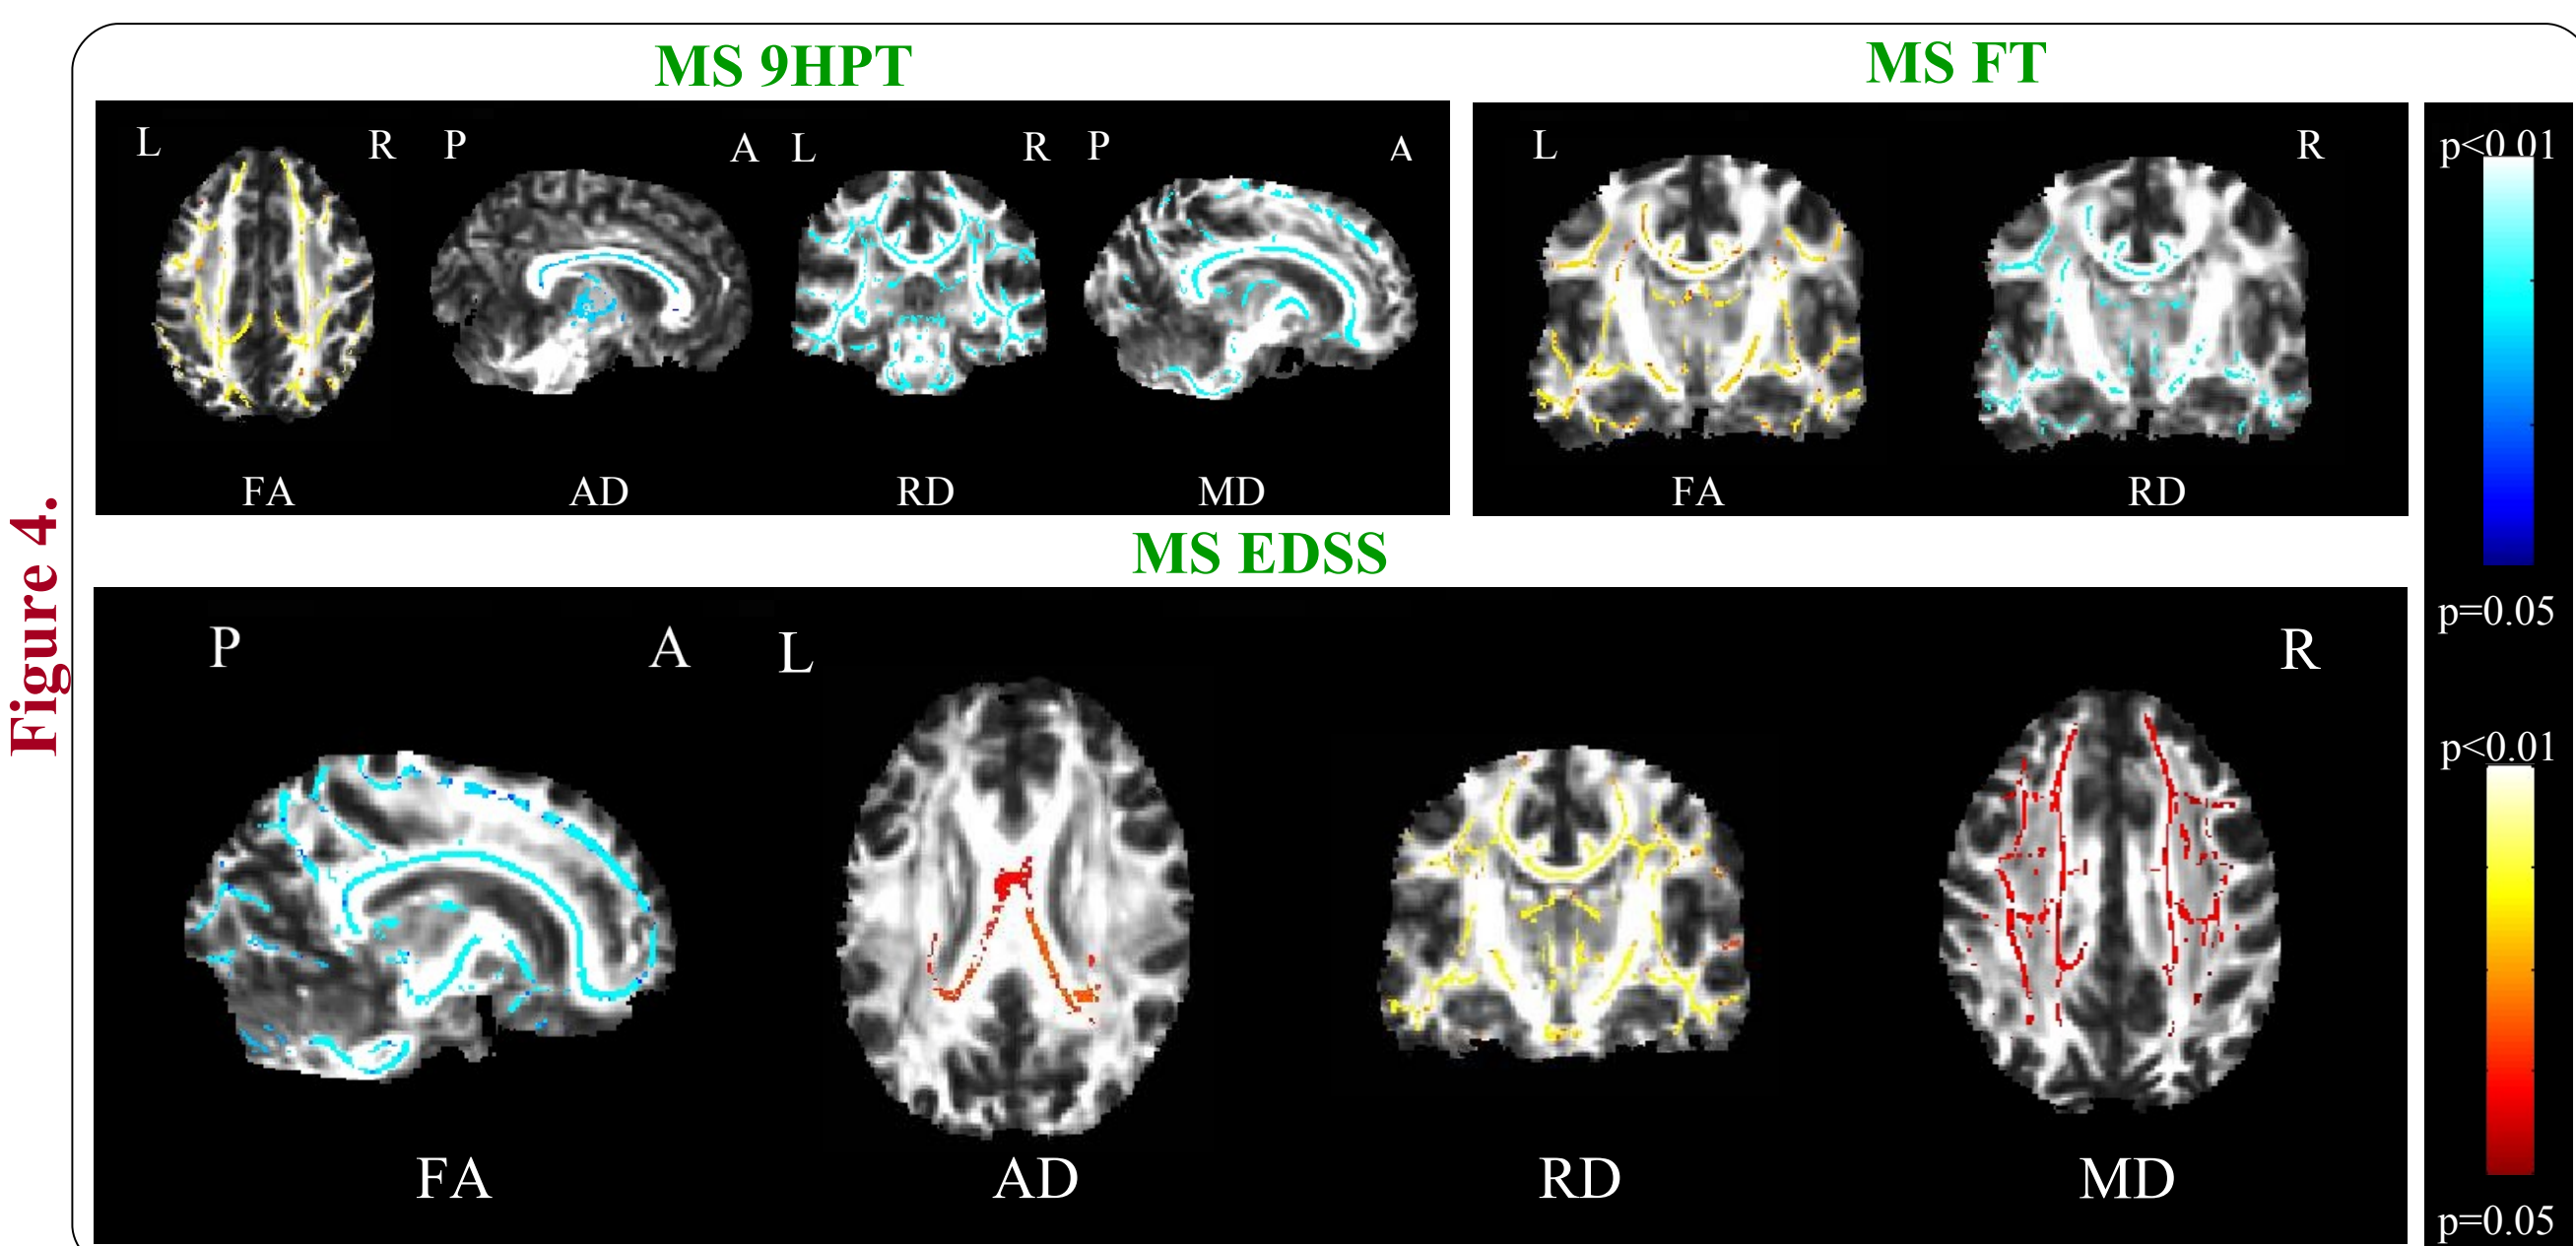 Figure 4.
MS 9HPT
L R P A L R P A
FA AD RD MD
MS FT
L R
FA RD
MS EDSS
P A L R
FA AD RD MD
p<0.01
p=0.05
p<0.01
p=0.05